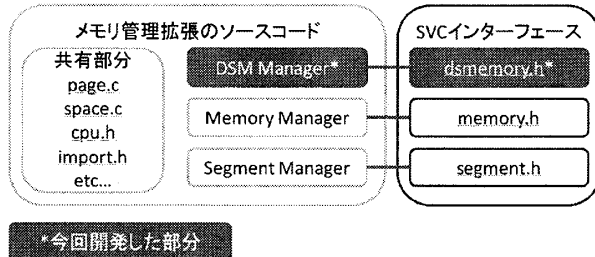 メモリ管理拡張のソースコード
共有部分
page.c
space.c
cpu.h
import.h
etc...
DSM Manager*
Memory Manager
Segment Manager
SVCインターフェース
dsmemory.h*
memory.h
segment.h
*今回開発した部分